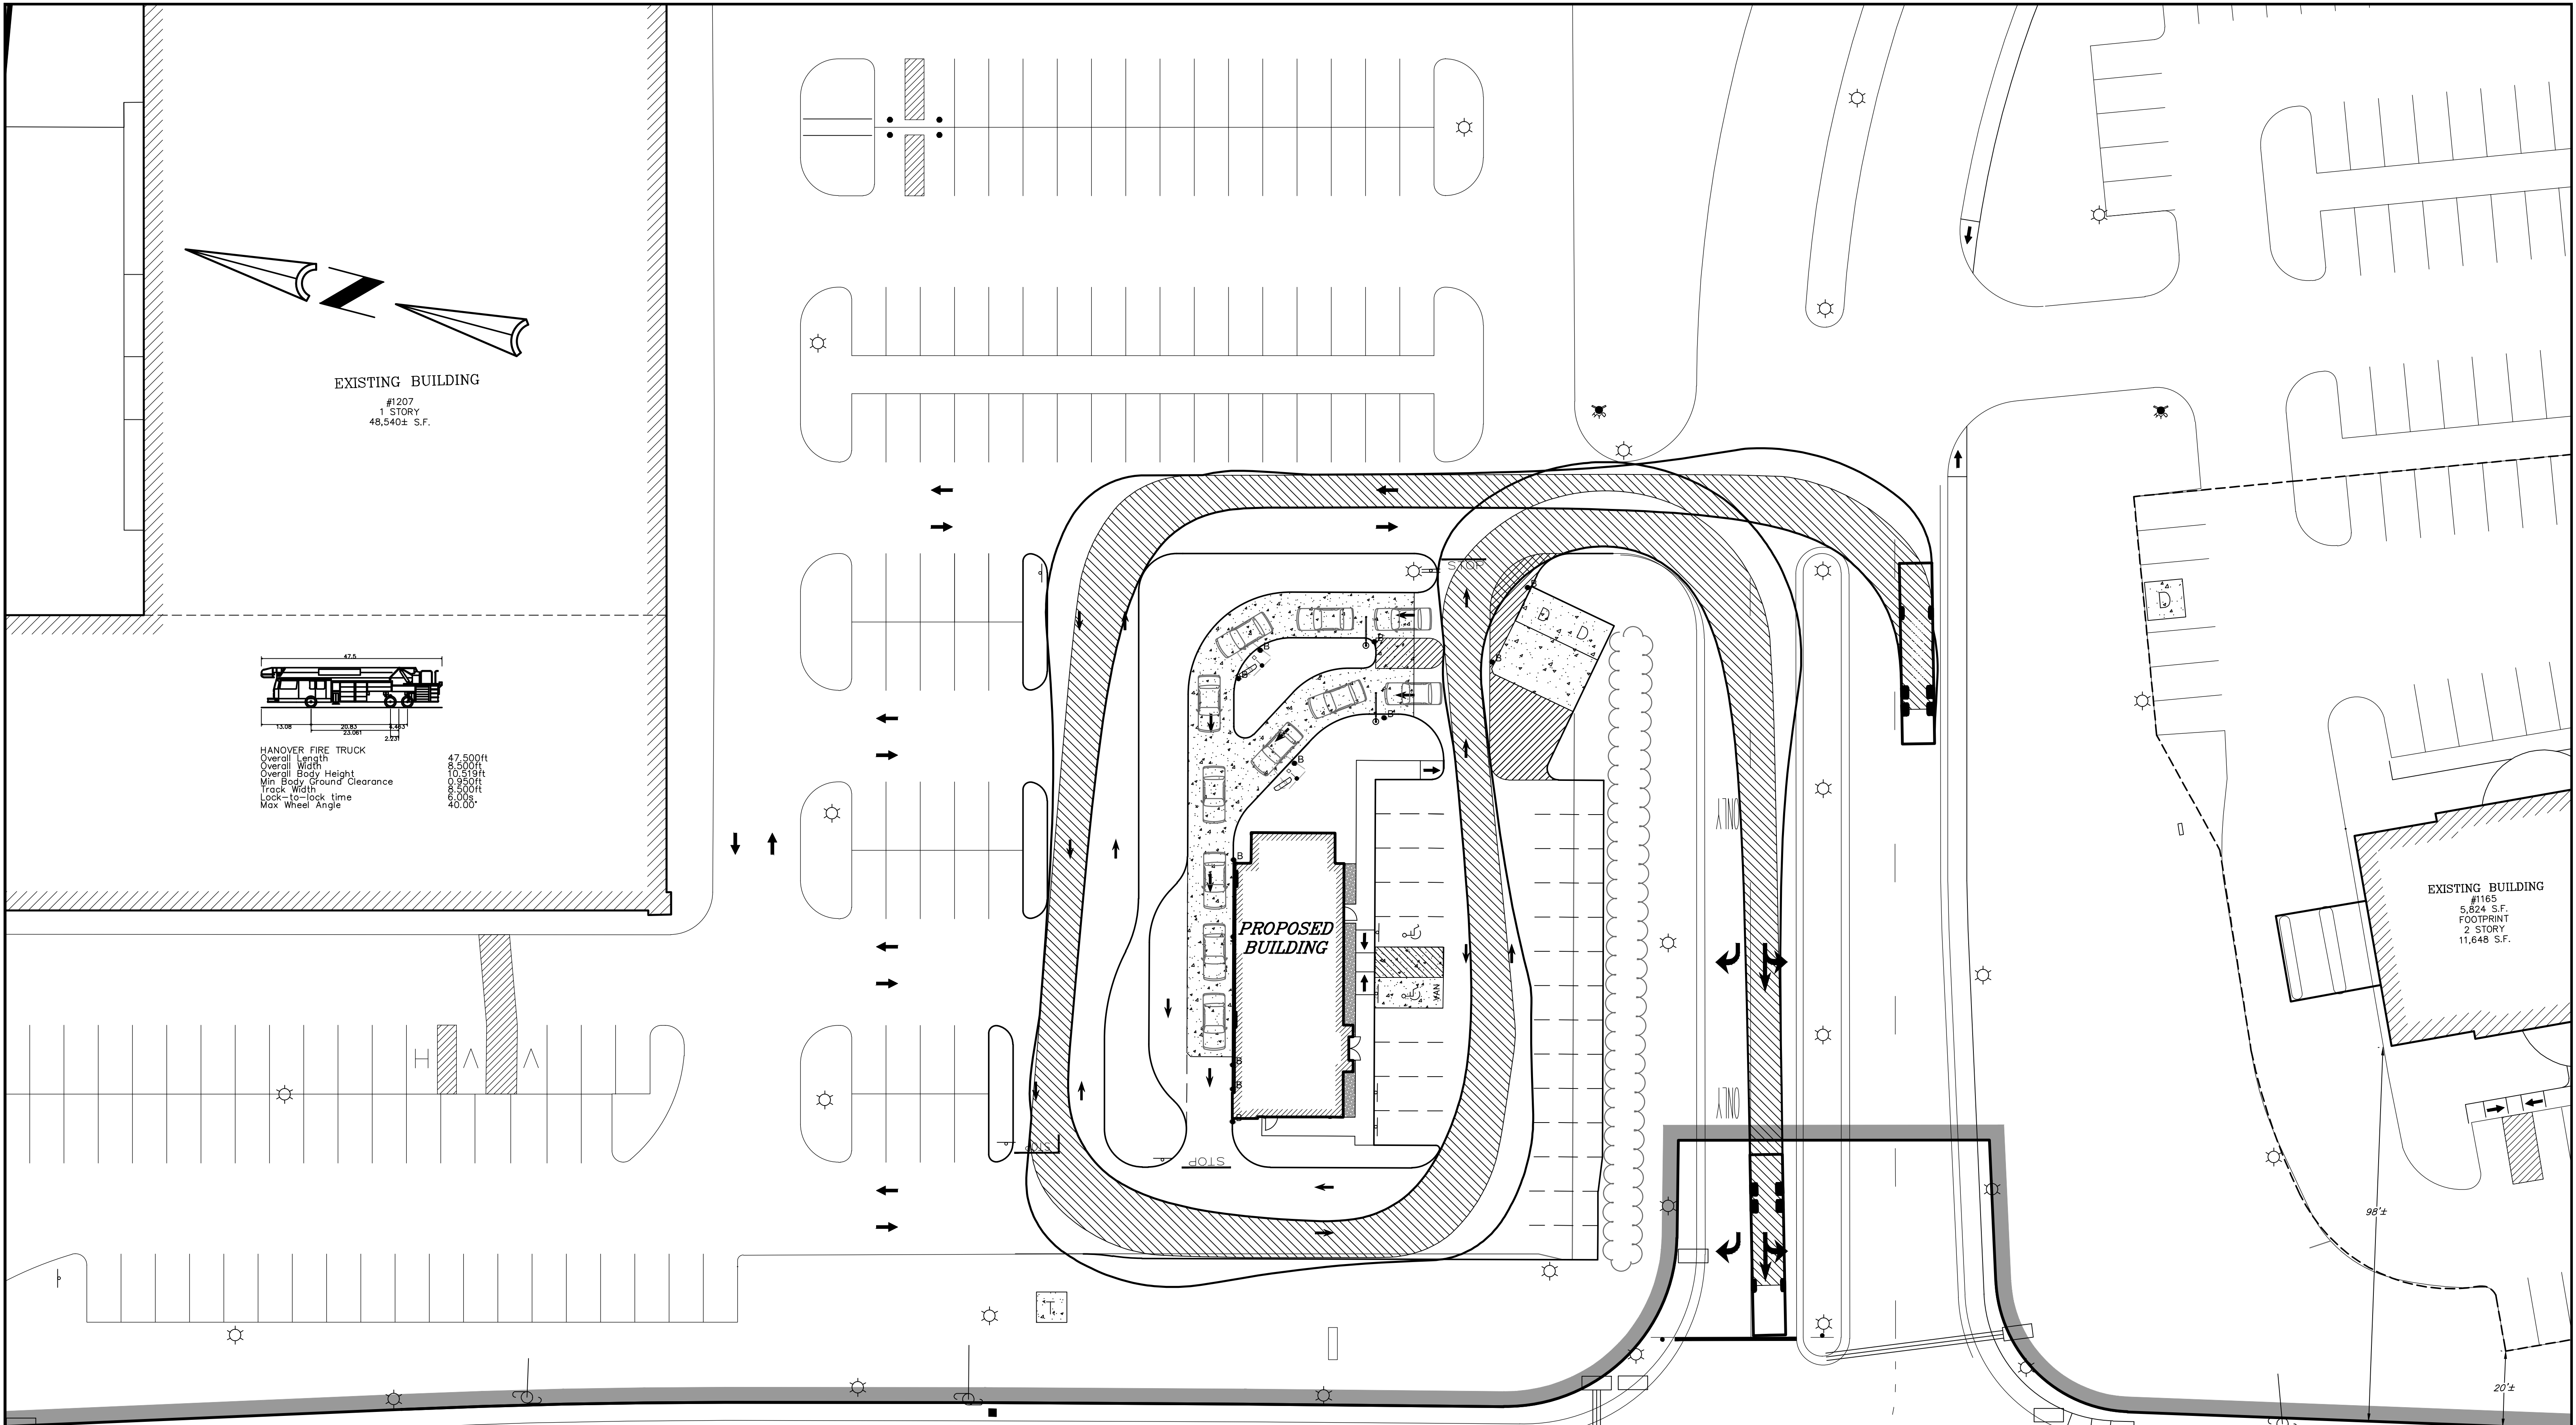 EXISTING BUILDING
#1207
1 STORY
48,540± S.F.
47.5
13.08
20.83
4.463
23.061
2.231
HANOVER FIRE TRUCK
Overall Length 47.500ft
Overall Width 8.500ft
Overall Body Height 10.519ft
Min Body Ground Clearance 0.950ft
Track Width 8.500ft
Lock-to-lock time 6.00s
Max Wheel Angle 40.00°
STOP
D
D
B
B
B
B
B
B
B
ONLY
D
B
PROPOSED
BUILDING
VAN
EXISTING BUILDING
#1165
5,824 S.F.
FOOTPRINT
2 STORY
11,648 S.F.
H
ONLY
B
B
B
STOP
STOP
98'±
T
20'±